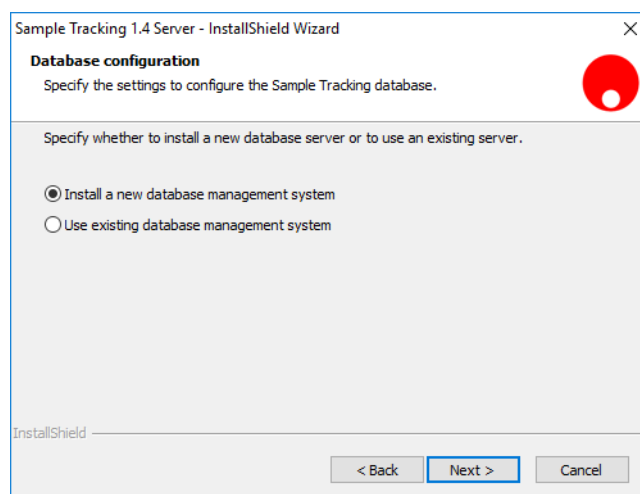 Sample Tracking 1.4 Server - InstallShield Wizard
Database configuration
Specify the settings to configure the Sample Tracking database.
Specify whether to install a new database server or to use an existing server.
Install a new database management system
Use existing database management system
InstallShield
< Back
Next >
Cancel